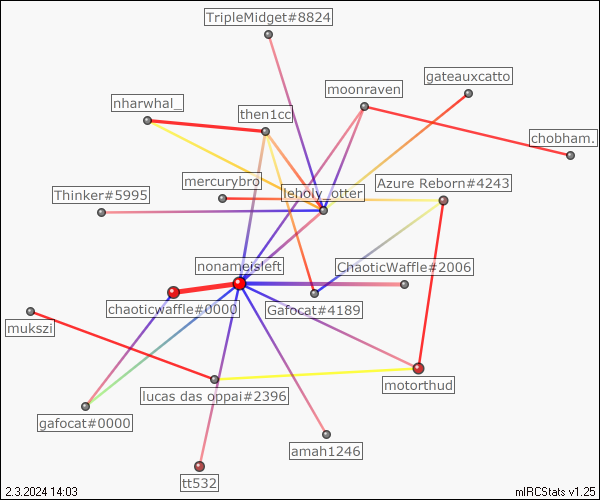 TripleMidget#8824
gateauxcatto
moonraven
nharwhal_
then1cc
chobham.
mercurybro
Azure Reborn#4243
Thinker#5995
leholy_otter
nonameisleft
ChaoticWaffle#2006
chaoticwaffle#0000
Gafocat#4189
mukszi
motorthud
lucas das oppai#2396
gafocat#0000
amah1246
tt532
2.3.2024 14:03
mIRCStats v1.25